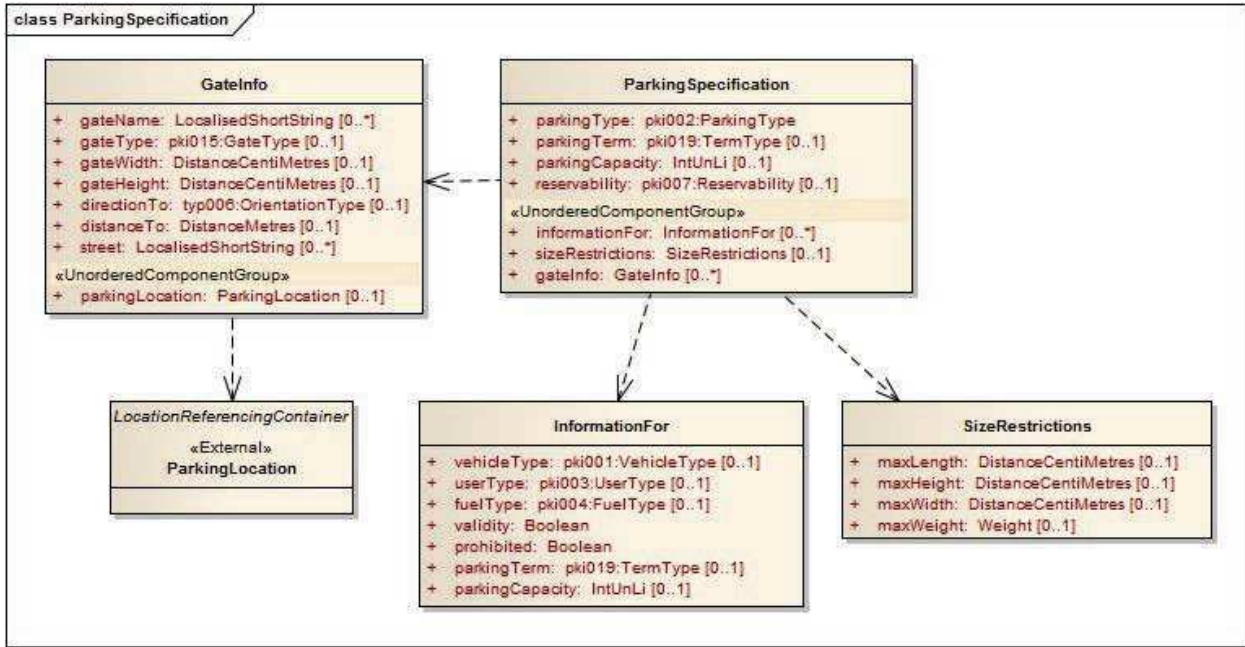 class ParkingSpecification
GateInfo
+ gateName: LocalisedShortString [0..*]
+ gateType: pki015:GateType [0..1]
+ gateWidth: DistanceCentiMetres [0..1]
+ gateHeight: DistanceCentiMetres [0..1]
+ directionTo: typ006:OrientationType [0..1]
+ distanceTo: DistanceMetres [0..1]
+ street: LocalisedShortString [0..*]
«UnorderedComponentGroup»
+ parkingLocation: ParkingLocation [0..1]
ParkingSpecification
+ parkingType: pki002:ParkingType
+ parkingTerm: pki019:TermType [0..1]
+ parkingCapacity: IntUnLi [0..1]
+ reservability: pki007:Reservability [0..1]
«UnorderedComponentGroup»
+ informationFor: InformationFor [0..*]
+ sizeRestrictions: SizeRestrictions [0..1]
+ gateInfo: GateInfo [0..*]
LocationReferencingContainer
«External»
ParkingLocation
InformationFor
+ vehicleType: pki001:VehicleType [0..1]
+ userType: pki003:UserType [0..1]
+ fuelType: pki004:FuelType [0..1]
+ validity: Boolean
+ prohibited: Boolean
+ parkingTerm: pki019:TermType [0..1]
+ parkingCapacity: IntUnLi [0..1]
SizeRestrictions
+ maxLength: DistanceCentiMetres [0..1]
+ maxHeight: DistanceCentiMetres [0..1]
+ maxWidth: DistanceCentiMetres [0..1]
+ maxWeight: Weight [0..1]